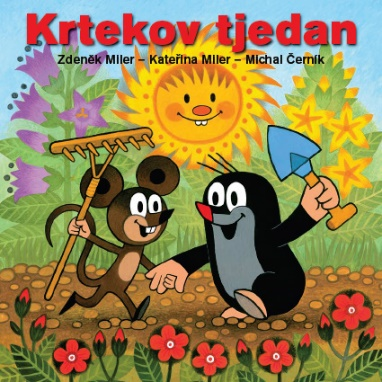 Krtekov tjedan
Zdeněk Miler – Kateřina Miler – Michal Černík